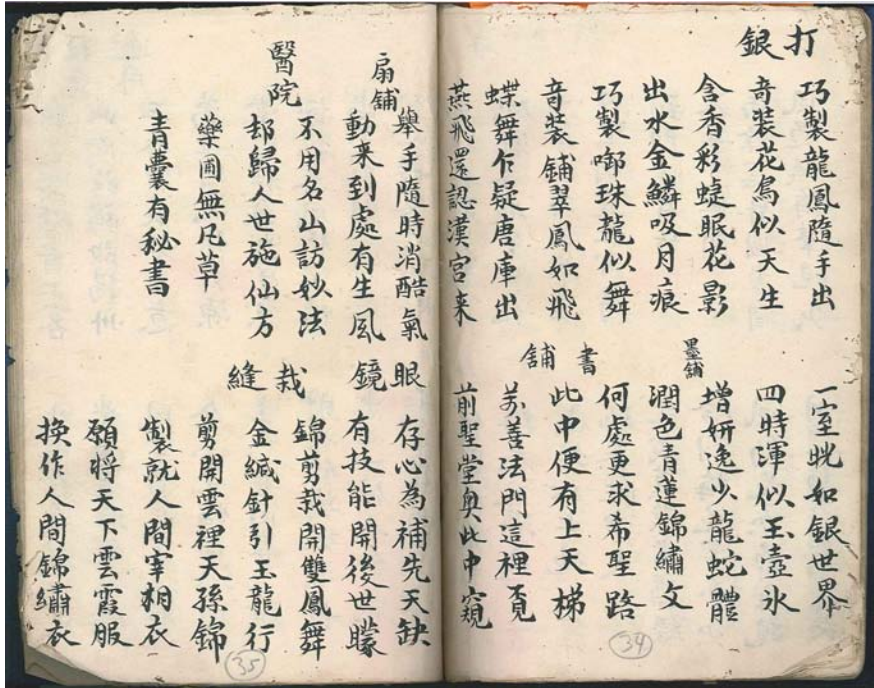 打銀
巧製龍鳳隨手出
奇裝花鳥似天生
含香彩蜨眠花影
出水金鱗吸月痕
巧製啣珠龍似舞
奇裝鋪翠鳳如飛
蝶舞乍疑唐庫出
燕飛還認漢宮来
一室晄如銀世界
四時渾似玉壺氷
墨舖
增妍逸少龍蛇體
潤色青蓮錦繡文
書舖
何處更求希聖路
此中便有上天梯
善法門這裡覔
前聖堂奥此中窺
34
扇舖
舉手隨時消酷氣
動来到處有生風
醫院
不用名山訪妙法
却歸人世施仙方
藥圃無凡草
青囊有秘書
眼鏡
存心為補先天缺
有技能開後世矇
裁縫
錦剪裁開雙鳳舞
金緘針引玉龍行
剪開雲裡天孫錦
製就人間宰相衣
願將天下雲霞服
換作人間錦繡衣
35